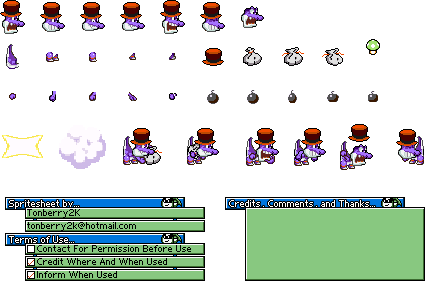 Spritesheet by...
Tonberry2K
tonberry2k@hotmail.com
Terms of Use...
Contact For Permission Before Use
Credit Where And When Used
Inform When Used
Credits.. Comments.. and Thanks...